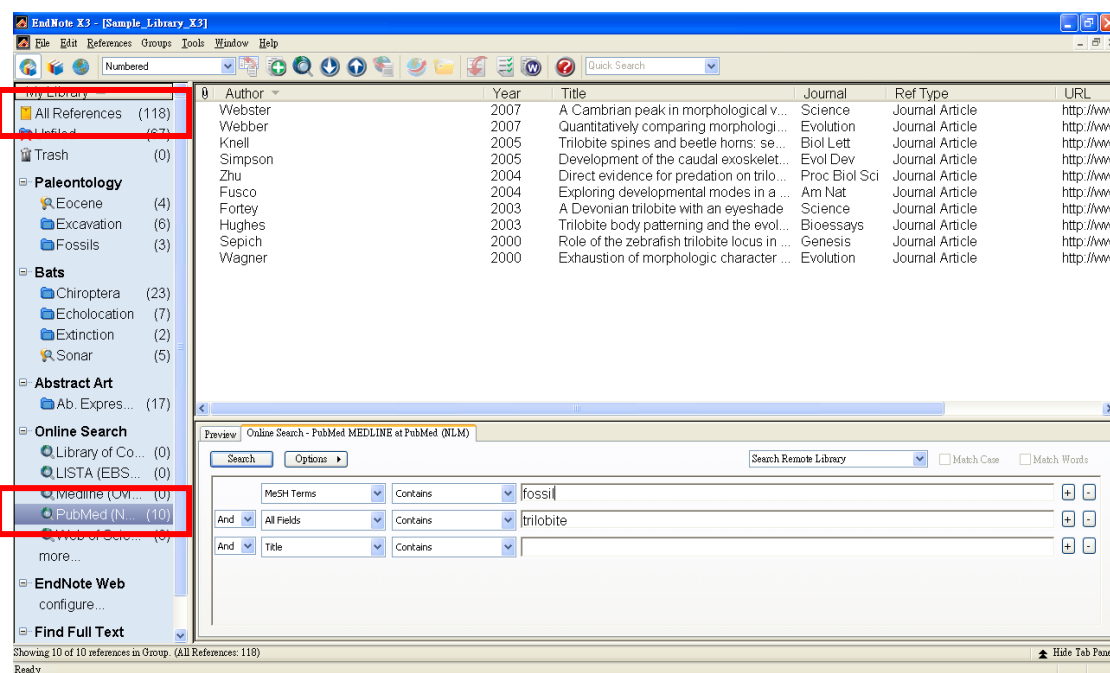 EndNote X3 - [Sample_Library_X3]
File Edit References Groups Tools Window Help
Numbered Quick Search
My Library
All References (118)
Unfiled (67)
Trash (0)
Paleontology
Eocene (4)
Excavation (6)
Fossils (3)
Bats
Chiroptera (23)
Echolocation (7)
Extinction (2)
Sonar (5)
Abstract Art
Ab. Expres... (17)
Online Search
Library of Co... (0)
LISTA (EBS... (0)
Medline (Ovi... (0)
PubMed (N... (10)
Web of Scie... (0)
more...
EndNote Web
configure...
Find Full Text
Author Year Title Journal Ref Type URL
Webster 2007 A Cambrian peak in morphological v... Science Journal Article http://ww
Webber 2007 Quantitatively comparing morphologi... Evolution Journal Article http://ww
Knell 2005 Trilobite spines and beetle horns: se... Biol Lett Journal Article http://ww
Simpson 2005 Development of the caudal exoskelet... Evol Dev Journal Article http://ww
Zhu 2004 Direct evidence for predation on trilo... Proc Biol Sci Journal Article http://ww
Fusco 2004 Exploring developmental modes in a ... Am Nat Journal Article http://ww
Fortey 2003 A Devonian trilobite with an eyeshade Science Journal Article http://ww
Hughes 2003 Trilobite body patterning and the evol... Bioessays Journal Article http://ww
Sepich 2000 Role of the zebrafish trilobite locus in ... Genesis Journal Article http://ww
Wagner 2000 Exhaustion of morphologic character ... Evolution Journal Article http://ww
Preview Online Search - PubMed MEDLINE at PubMed (NLM)
Search Options Search Remote Library Match Case Match Words
MeSH Terms Contains fossil
And All Fields Contains trilobite
And Title Contains
Showing 10 of 10 references in Group. (All References: 118) Hide Tab Pane
Ready